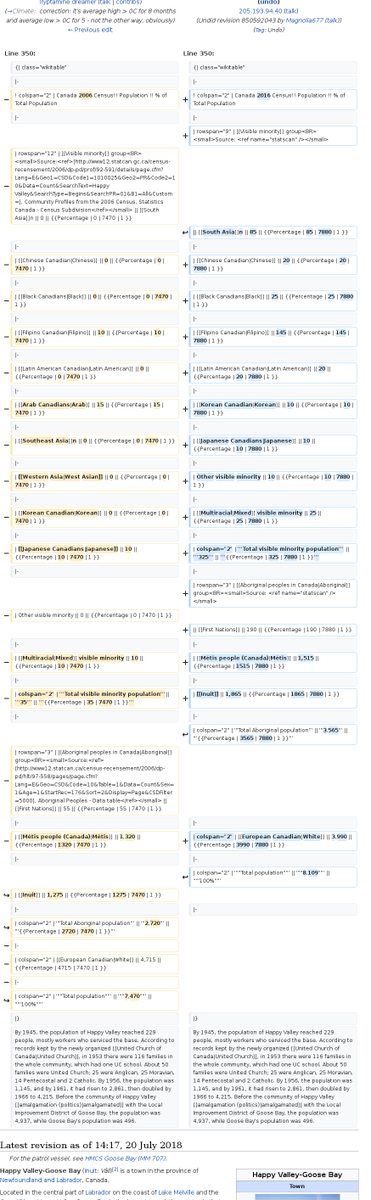 tryptamine dreamer (talk | contribs)
(→Climate: correction: It's average high > 0C for 8 months
and average low > 0C for 5 - not the other way, obviously)
← Previous edit
(undo)
205.193.94.40 (talk)
(Undid revision 850592043 by Magnolia677 (talk))
(Tag: Undo)
Line 350:
Line 350:
{| class="wikitable"
{| class="wikitable"
|-
|-
! colspan="2" | Canada 2006 Census!! Population !! % of
Total Population
! colspan="2" | Canada 2016 Census!! Population !! % of
Total Population
|-
| rowspan="9" | [[Visible minority]] group<BR>
<small>Source: <ref name="statscan" /></small>
| rowspan="12" | [[Visible minority]] group<BR>
<small>Source:<ref>[http://www12.statcan.gc.ca/census-
recensement/2006/dp-pd/prof/92-591/details/page.cfm?
Lang=E&Geo1=CSD&Code1=1010025&Geo2=PR&Code2=1
0&Data=Count&SearchText=Happy
Valley&SearchType=Begins&SearchPR=01&B1=All&Custom
=], Community Profiles from the 2006 Census, Statistics
Canada - Census Subdivision</ref></small> || [[South
Asia]]n || 0 || {{Percentage | 0 | 7470 | 1 }}
|| [[South Asia]]n || 85 || {{Percentage | 85 | 7880 | 1 }}
|-
|-
| [[Chinese Canadian|Chinese]] || 0 || {{Percentage | 0 |
7470 | 1 }}
| [[Chinese Canadian|Chinese]] || 20 || {{Percentage | 20 |
7880 | 1 }}
|-
|-
| [[Black Canadians|Black]] || 0 || {{Percentage | 0 | 7470 |
1 }}
| [[Black Canadians|Black]] || 25 || {{Percentage | 25 | 7880
| 1 }}
|-
|-
| [[Filipino Canadian|Filipino]] || 10 || {{Percentage | 10 |
7470 | 1 }}
| [[Filipino Canadian|Filipino]] || 145 || {{Percentage | 145 |
7880 | 1 }}
|-
|-
| [[Latin American Canadian|Latin American]] || 0 ||
{{Percentage | 0 | 7470 | 1 }}
| [[Latin American Canadian|Latin American]] || 20 ||
{{Percentage | 20 | 7880 | 1 }}
|-
|-
| [[Arab Canadians|Arab]] || 15 || {{Percentage | 15 |
7470 | 1 }}
| [[Korean Canadian|Korean]] || 10 || {{Percentage | 10 |
7880 | 1 }}
|-
|-
| [[Southeast Asia]]n || 0 || {{Percentage | 0 | 7470 | 1 }}
| [[Japanese Canadians|Japanese]] || 10 ||
{{Percentage | 10 | 7880 | 1 }}
|-
|-
| [[Western Asia|West Asian]] || 0 || {{Percentage | 0 |
7470 | 1 }}
| Other visible minority || 10 || {{Percentage | 10 | 7880 |
1 }}
|-
|-
| [[Korean Canadian|Korean]] || 0 || {{Percentage | 0 |
7470 | 1 }}
| [[Multiracial|Mixed]] visible minority || 25 ||
{{Percentage | 25 | 7880 | 1 }}
|-
|-
| [[Japanese Canadians|Japanese]] || 10 ||
{{Percentage | 10 | 7470 | 1 }}
| colspan="2" | '''Total visible minority population''' ||
'''325''' || '''{{Percentage | 325 | 7880 | 1 }}'''
|-
|-
| rowspan="3" | [[Aboriginal peoples in Canada|Aboriginal]]
group<BR><small>Source: <ref name="statscan" />
</small>
| Other visible minority || 0 || {{Percentage | 0 | 7470 | 1 }}
|| [[First Nations]] || 190 || {{Percentage | 190 | 7880 | 1 }}
|-
|-
| [[Multiracial|Mixed]] visible minority || 10 ||
{{Percentage | 10 | 7470 | 1 }}
| [[Métis people (Canada)|Métis]] || 1,515 ||
{{Percentage | 1515 | 7880 | 1 }}
|-
|-
| colspan="2" | '''Total visible minority population''' ||
'''35''' || '''{{Percentage | 35 | 7470 | 1 }}'''
| [[Inuit]] || 1,865 || {{Percentage | 1865 | 7880 | 1 }}
|-
|-
| colspan="2" | '''Total Aboriginal population''' || '''3,565''' ||
'''{{Percentage | 3565 | 7880 | 1 }}'''
| rowspan="3" | [[Aboriginal peoples in Canada|Aboriginal]]
group<BR><small>Source:<ref>
[http://www12.statcan.ca/census-recensement/2006/dp-
pd/hlt/97-558/pages/page.cfm?
Lang=E&Geo=CSD&Code=10&Table=1&Data=Count&Sex=
1&Age=1&StartRec=176&Sort=2&Display=Page&CSDFilter
=5000], Aboriginal Peoples - Data table</ref></small> ||
[[First Nations]] || 55 || {{Percentage | 55 | 7470 | 1 }}
|-
|-
| [[Métis people (Canada)|Métis]] || 1,320 ||
{{Percentage | 1320 | 7470 | 1 }}
| colspan="2" | [[European Canadian|White]] || 3,990 ||
{{Percentage | 3990 | 7880 | 1 }}
|-
|-
| colspan="2" | '''Total population''' || '''8,109''' ||
'''100%'''
| [[Inuit]] || 1,275 || {{Percentage | 1275 | 7470 | 1 }}
|-
|-
| colspan="2" | '''Total Aboriginal population''' || '''2,720''' ||
'''{{Percentage | 2720 | 7470 | 1 }}'''
|-
| colspan="2" | [[European Canadian|White]] || 4,715 ||
{{Percentage | 4715 | 7470 | 1 }}
|-
| colspan="2" | '''Total population''' || '''7,470''' ||
'''100%'''
|}
|}
By 1945, the population of Happy Valley reached 229
people, mostly workers who serviced the base. According to
records kept by the newly organized [[United Church of
Canada|United Church]], in 1953 there were 116 families in
the whole community, which had one UC school. About 50
families were United Church; 25 were Anglican, 25 Moravian,
14 Pentecostal and 2 Catholic. By 1956, the population was
1,145, and by 1961, it had risen to 2,861, then doubled by
1966 to 4,215. Before the community of Happy Valley
[[amalgamation (politics)|amalgamated]] with the Local
Improvement District of Goose Bay, the population was
4,937, while Goose Bay's population was 496.
By 1945, the population of Happy Valley reached 229
people, mostly workers who serviced the base. According to
records kept by the newly organized [[United Church of
Canada|United Church]], in 1953 there were 116 families in
the whole community, which had one UC school. About 50
families were United Church; 25 were Anglican, 25 Moravian,
14 Pentecostal and 2 Catholic. By 1956, the population was
1,145, and by 1961, it had risen to 2,861, then doubled by
1966 to 4,215. Before the community of Happy Valley
[[amalgamation (politics)|amalgamated]] with the Local
Improvement District of Goose Bay, the population was
4,937, while Goose Bay's population was 496.
Latest revision as of 14:17, 20 July 2018
For the patrol vessel, see HMCS Goose Bay (MM 707).
Happy Valley-Goose Bay (Inuit: [2] is a town in the province of
Newfoundland and Labrador, Canada.
Located in the central part of Labrador on the coast of Lake Melville and the
Happy Valley-Goose Bay
Town